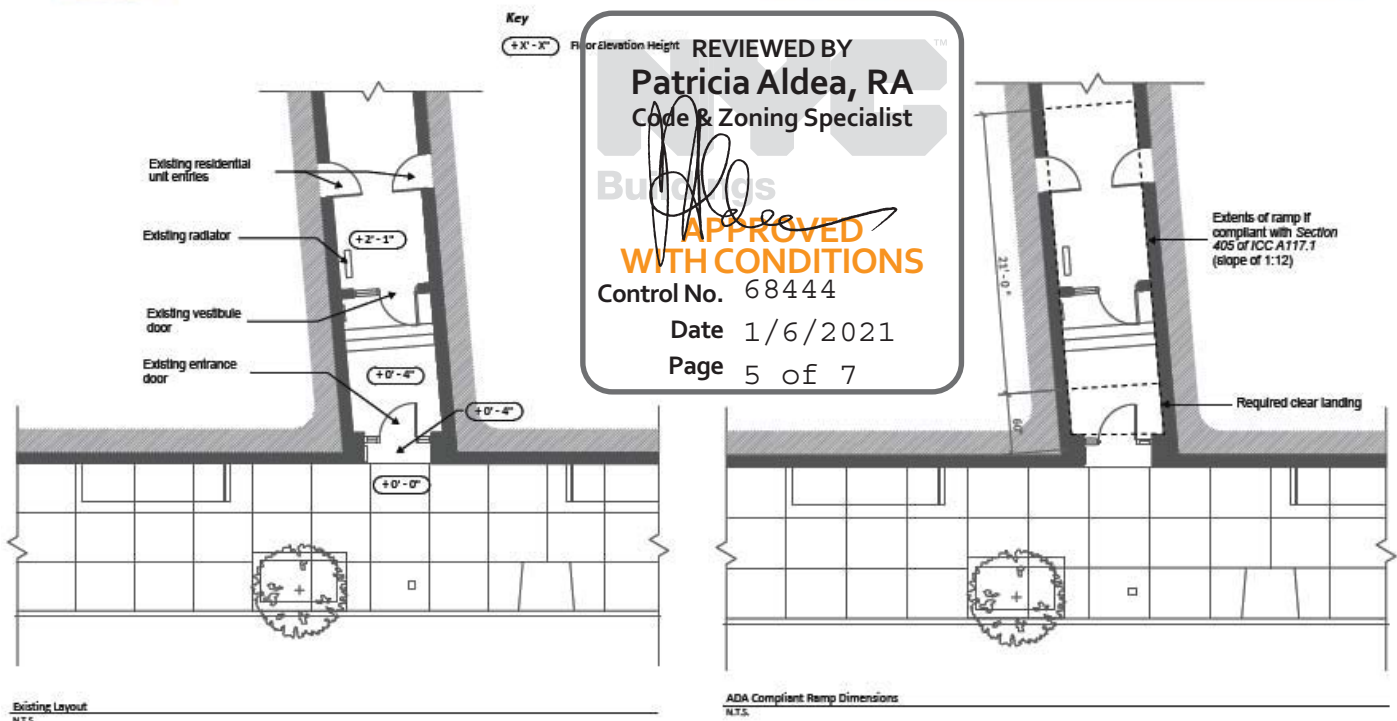 Key
+X' - X" Floor Elevation Height
NYC
TM
Buildings
REVIEWED BY
Patricia Aldea, RA
Code & Zoning Specialist
APPROVED
WITH CONDITIONS
Control No. 68444
Date 1/6/2021
Page 5 of 7
Existing residential
unit entries
Existing radiator
+2' - 1"
Existing vestibule
door
Existing entrance
door
+0' - 4"
+0' - 4"
+0' - 0"
Existing Layout
N.T.S.
Extents of ramp if
compliant with Section
405 of ICC A117.1
(slope of 1:12)
21' - 0"
60"
Required clear landing
ADA Compliant Ramp Dimensions
N.T.S.